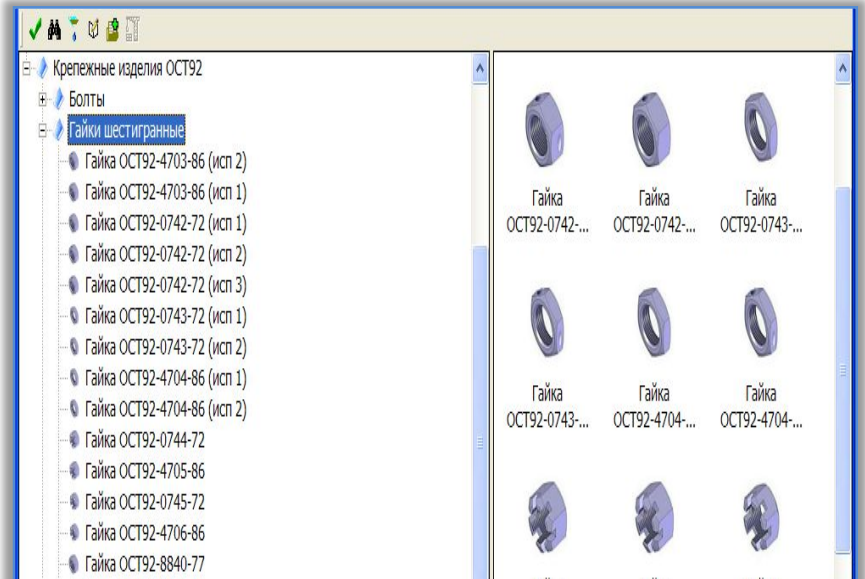 Крепежные изделия ОСТ92
Болты
Гайки шестигранные
Гайка ОСТ92-4703-86 (исп 2)
Гайка ОСТ92-4703-86 (исп 1)
Гайка ОСТ92-0742-72 (исп 1)
Гайка ОСТ92-0742-72 (исп 2)
Гайка ОСТ92-0742-72 (исп 3)
Гайка ОСТ92-0743-72 (исп 1)
Гайка ОСТ92-0743-72 (исп 2)
Гайка ОСТ92-4704-86 (исп 1)
Гайка ОСТ92-4704-86 (исп 2)
Гайка ОСТ92-0744-72
Гайка ОСТ92-4705-86
Гайка ОСТ92-0745-72
Гайка ОСТ92-4706-86
Гайка ОСТ92-8840-77
Гайка
ОСТ92-0742-...
Гайка
ОСТ92-0742-...
Гайка
ОСТ92-0743-...
Гайка
ОСТ92-0743-...
Гайка
ОСТ92-4704-...
Гайка
ОСТ92-4704-...